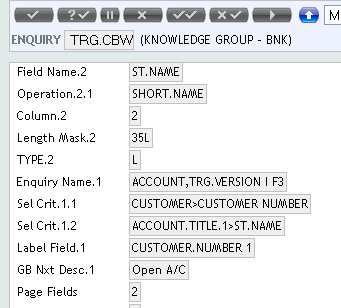 M
ENQUIRY TRG.CBW (KNOWLEDGE GROUP - BNK)
Field Name.2 ST.NAME
Operation.2.1 SHORT.NAME
Column.2 2
Length Mask.2 35L
TYPE.2 L
Enquiry Name.1 ACCOUNT,TRG.VERSION I F3
Sel Crit.1.1 CUSTOMER>CUSTOMER NUMBER
Sel Crit.1.2 ACCOUNT.TITLE.1>ST.NAME
Label Field.1 CUSTOMER.NUMBER 1
GB Nxt Desc.1 Open A/C
Page Fields 2